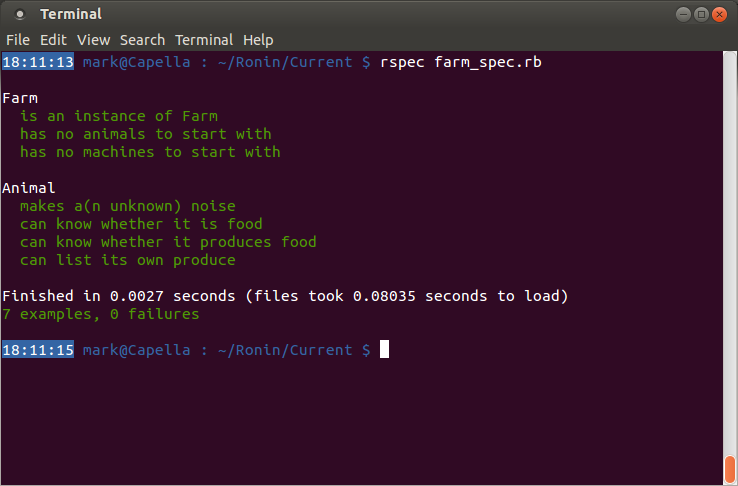 Terminal
File Edit View Search Terminal Help
18:11:13 mark@Capella : ~/Ronin/Current $ rspec farm_spec.rb
Farm
is an instance of Farm
has no animals to start with
has no machines to start with
Animal
makes a(n unknown) noise
can know whether it is food
can know whether it produces food
can list its own produce
Finished in 0.0027 seconds (files took 0.08035 seconds to load)
7 examples, 0 failures
18:11:15 mark@Capella : ~/Ronin/Current $